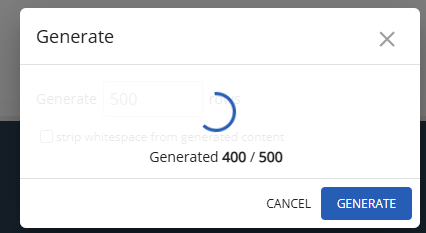 Generate
Generate 500 rows
strip whitespace from generated content
Generated 400 / 500
CANCEL GENERATE